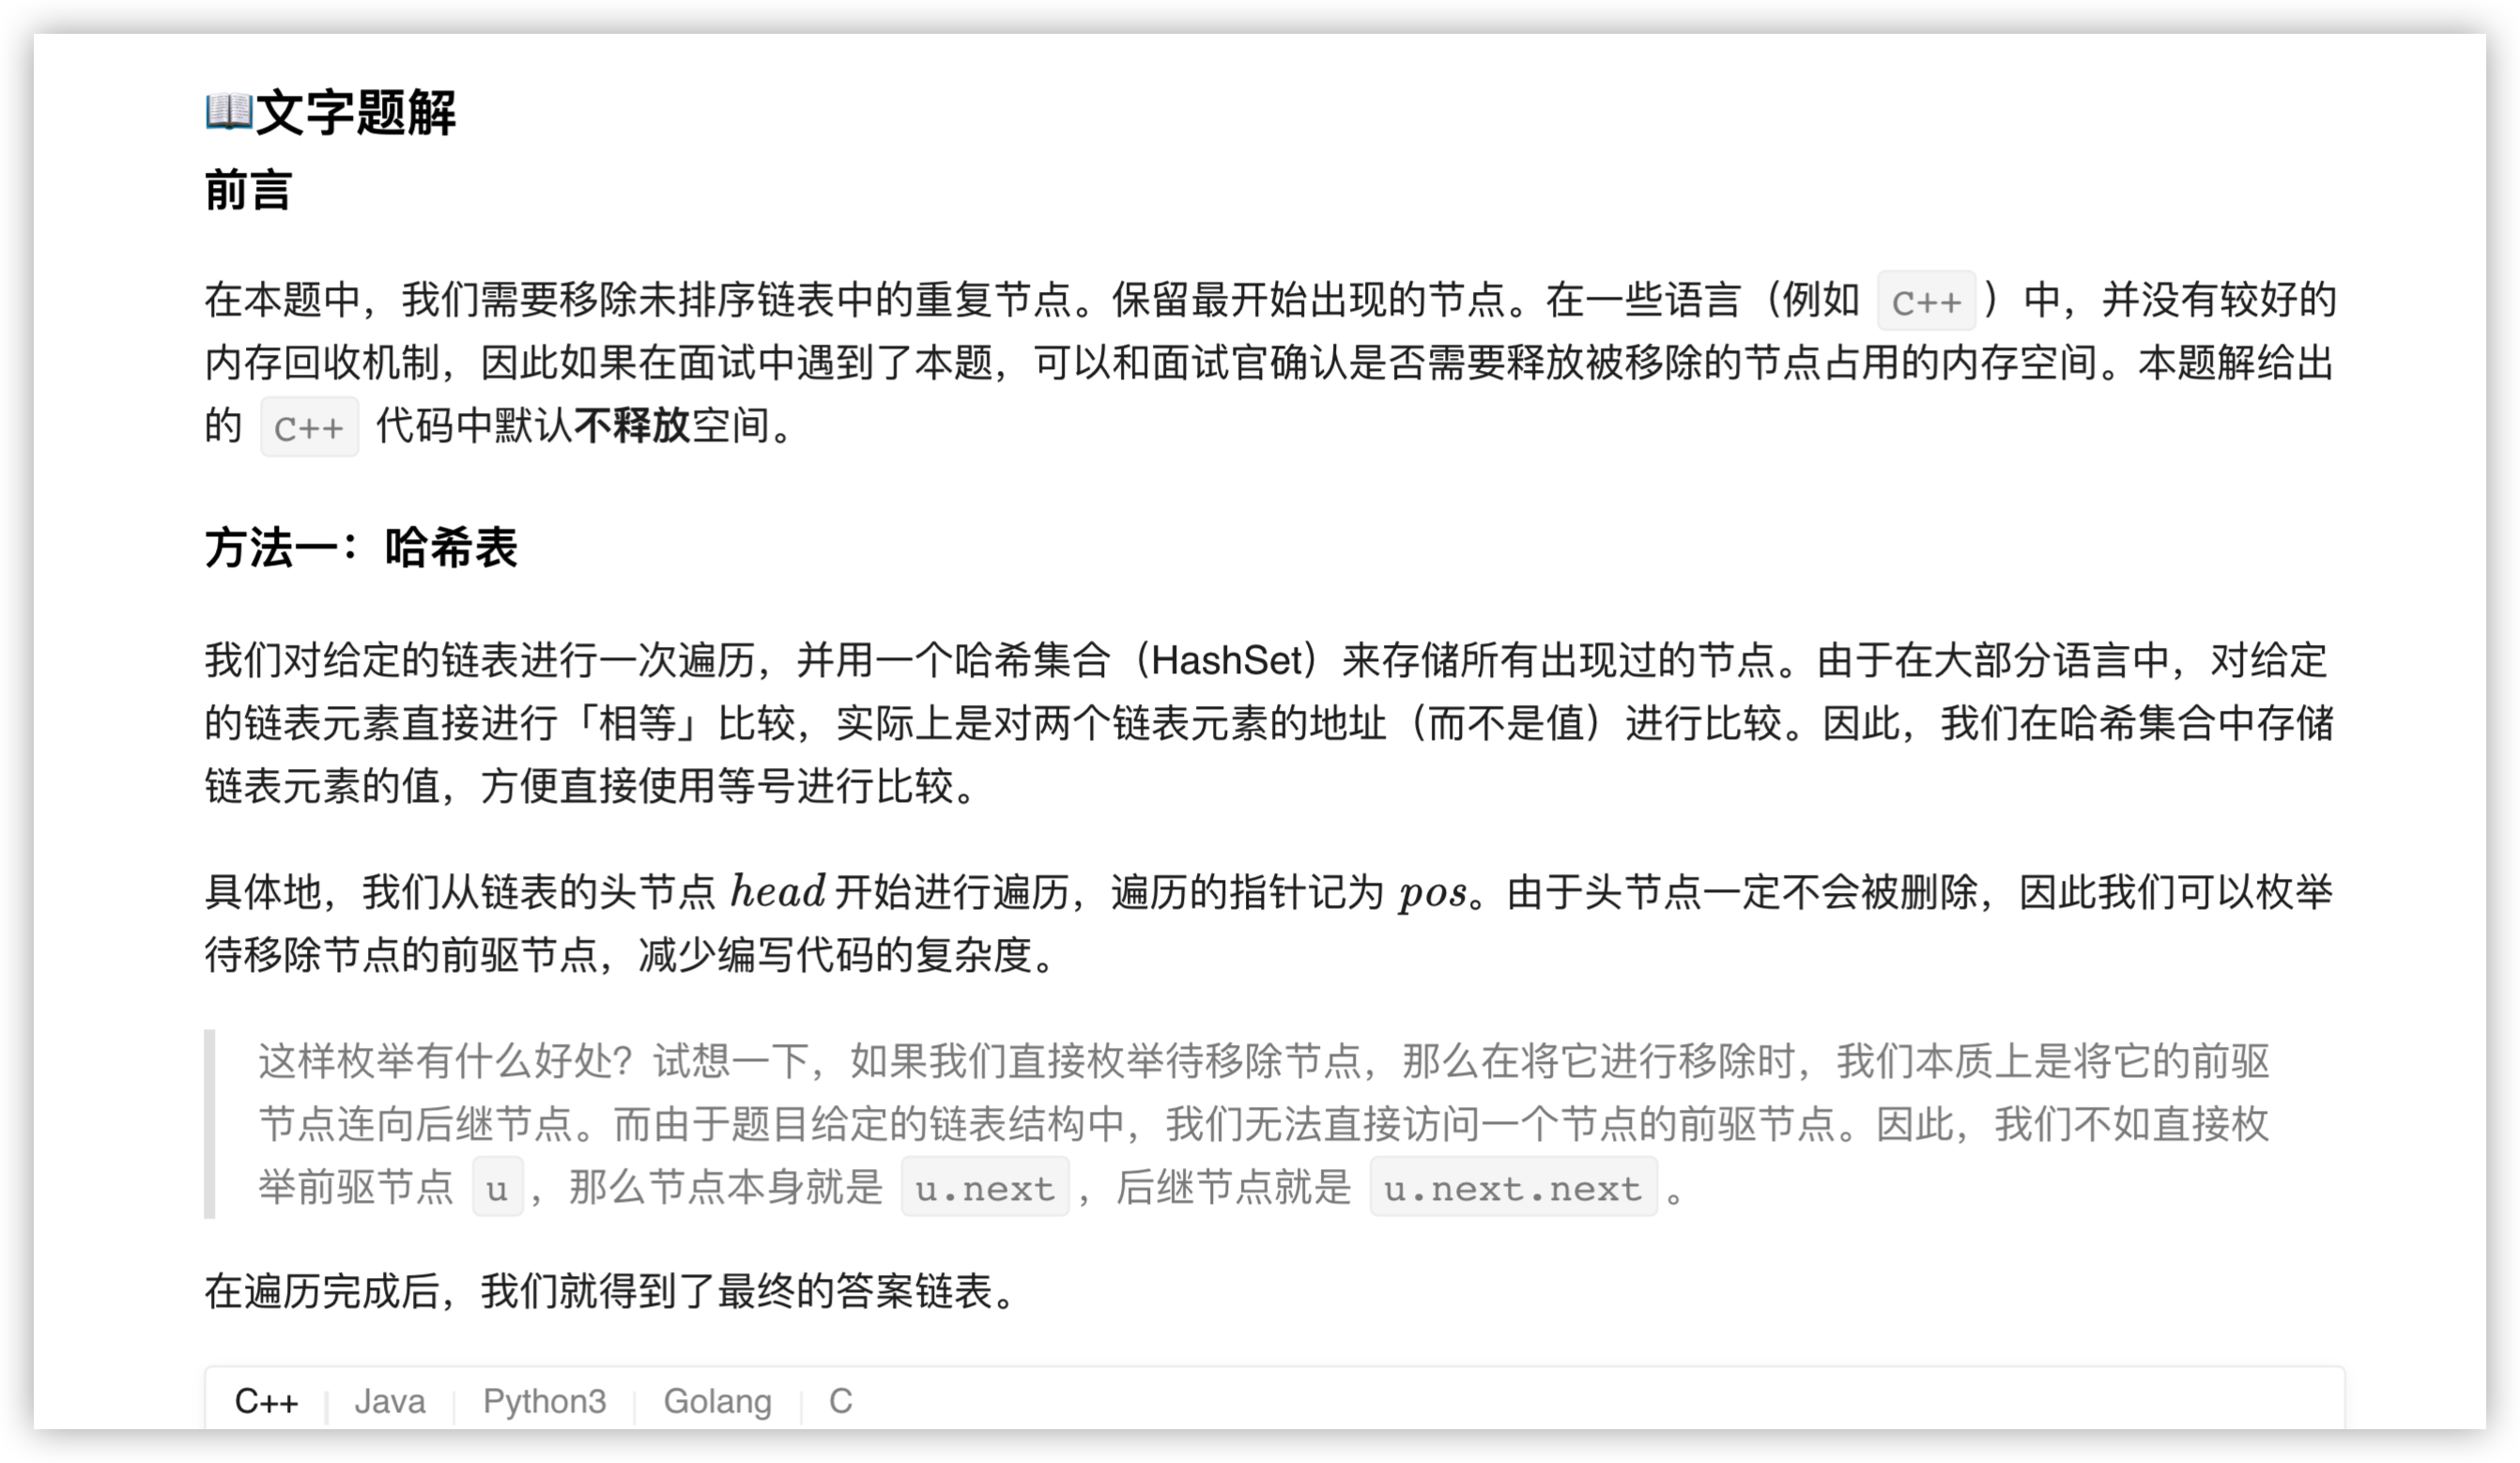 📖文字题解
前言
在本题中，我们需要移除未排序链表中的重复节点。保留最开始出现的节点。在一些语言（例如 C++）中，并没有较好的
内存回收机制，因此如果在面试中遇到了本题，可以和面试官确认是否需要释放被移除的节点占用的内存空间。本题解给出
的 C++ 代码中默认不释放空间。
方法一：哈希表
我们对给定的链表进行一次遍历，并用一个哈希集合（HashSet）来存储所有出现过的节点。由于在大部分语言中，对给定
的链表元素直接进行「相等」比较，实际上是对两个链表元素的地址（而不是值）进行比较。因此，我们在哈希集合中存储
链表元素的值，方便直接使用等号进行比较。
具体地，我们从链表的头节点 head 开始进行遍历，遍历的指针记为 pos。由于头节点一定不会被删除，因此我们可以枚举
待移除节点的前驱节点，减少编写代码的复杂度。
这样枚举有什么好处？试想一下，如果我们直接枚举待移除节点，那么在将它进行移除时，我们本质上是将它的前驱
节点连向后继节点。而由于题目给定的链表结构中，我们无法直接访问一个节点的前驱节点。因此，我们不如直接枚
举前驱节点 u，那么节点本身就是 u.next，后继节点就是 u.next.next。
在遍历完成后，我们就得到了最终的答案链表。
C++ Java Python3 Golang C